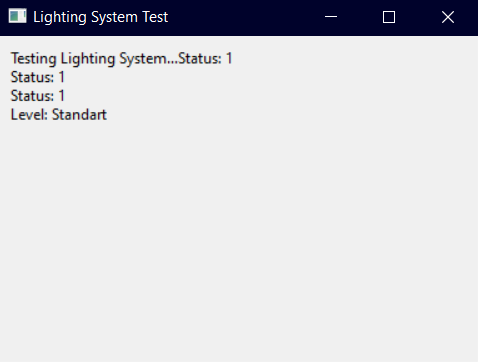 Lighting System Test
Testing Lighting System...Status: 1
Status: 1
Status: 1
Level: Standart